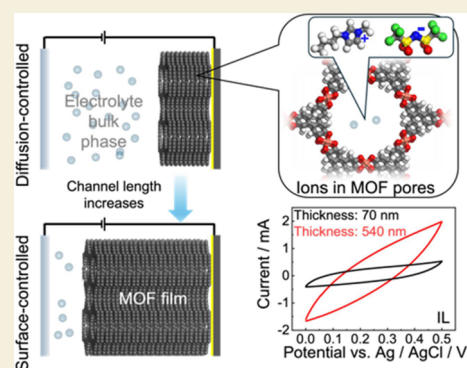 Diffusion-controlled
Electrolyte
bulk
phase
Channel length
increases
Surface-controlled
MOF film
+
-
Ions in MOF pores
Thickness: 70 nm
Thickness: 540 nm
IL
Current / mA
2
1
0
-1
-2
0.0 0.1 0.2 0.3 0.4 0.5
Potential vs. Ag / AgCl / V